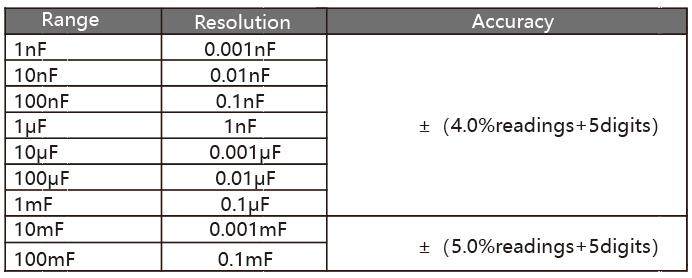 Range Resolution Accuracy
1nF 0.001nF
10nF 0.01nF
100nF 0.1nF
1μF 1nF
± (4.0%readings+5digits)
10μF 0.001μF
100μF 0.01μF
1mF 0.1μF
10mF 0.001mF
± (5.0%readings+5digits)
100mF 0.1mF